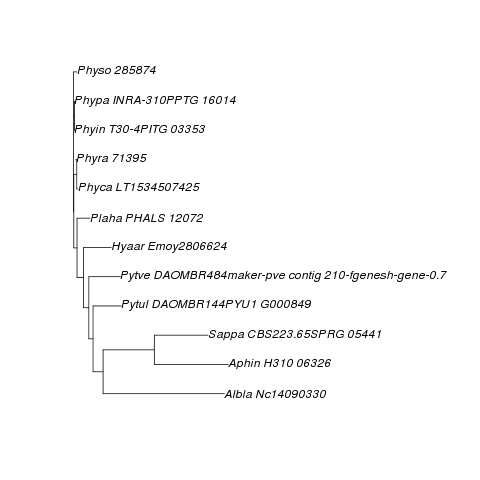 Physo 285874
Phypa INRA-310PPTG 16014
Phyin T30-4PITG 03353
Phyra 71395
Phyca LT1534507425
Plaha PHALS 12072
Hyaar Emoy2806624
Pytve DAOMBR484maker-pve contig 210-fgenesh-gene-0.7
Pytul DAOMBR144PYU1 G000849
Sappa CBS223.65SPRG 05441
Aphin H310 06326
Albla Nc14090330